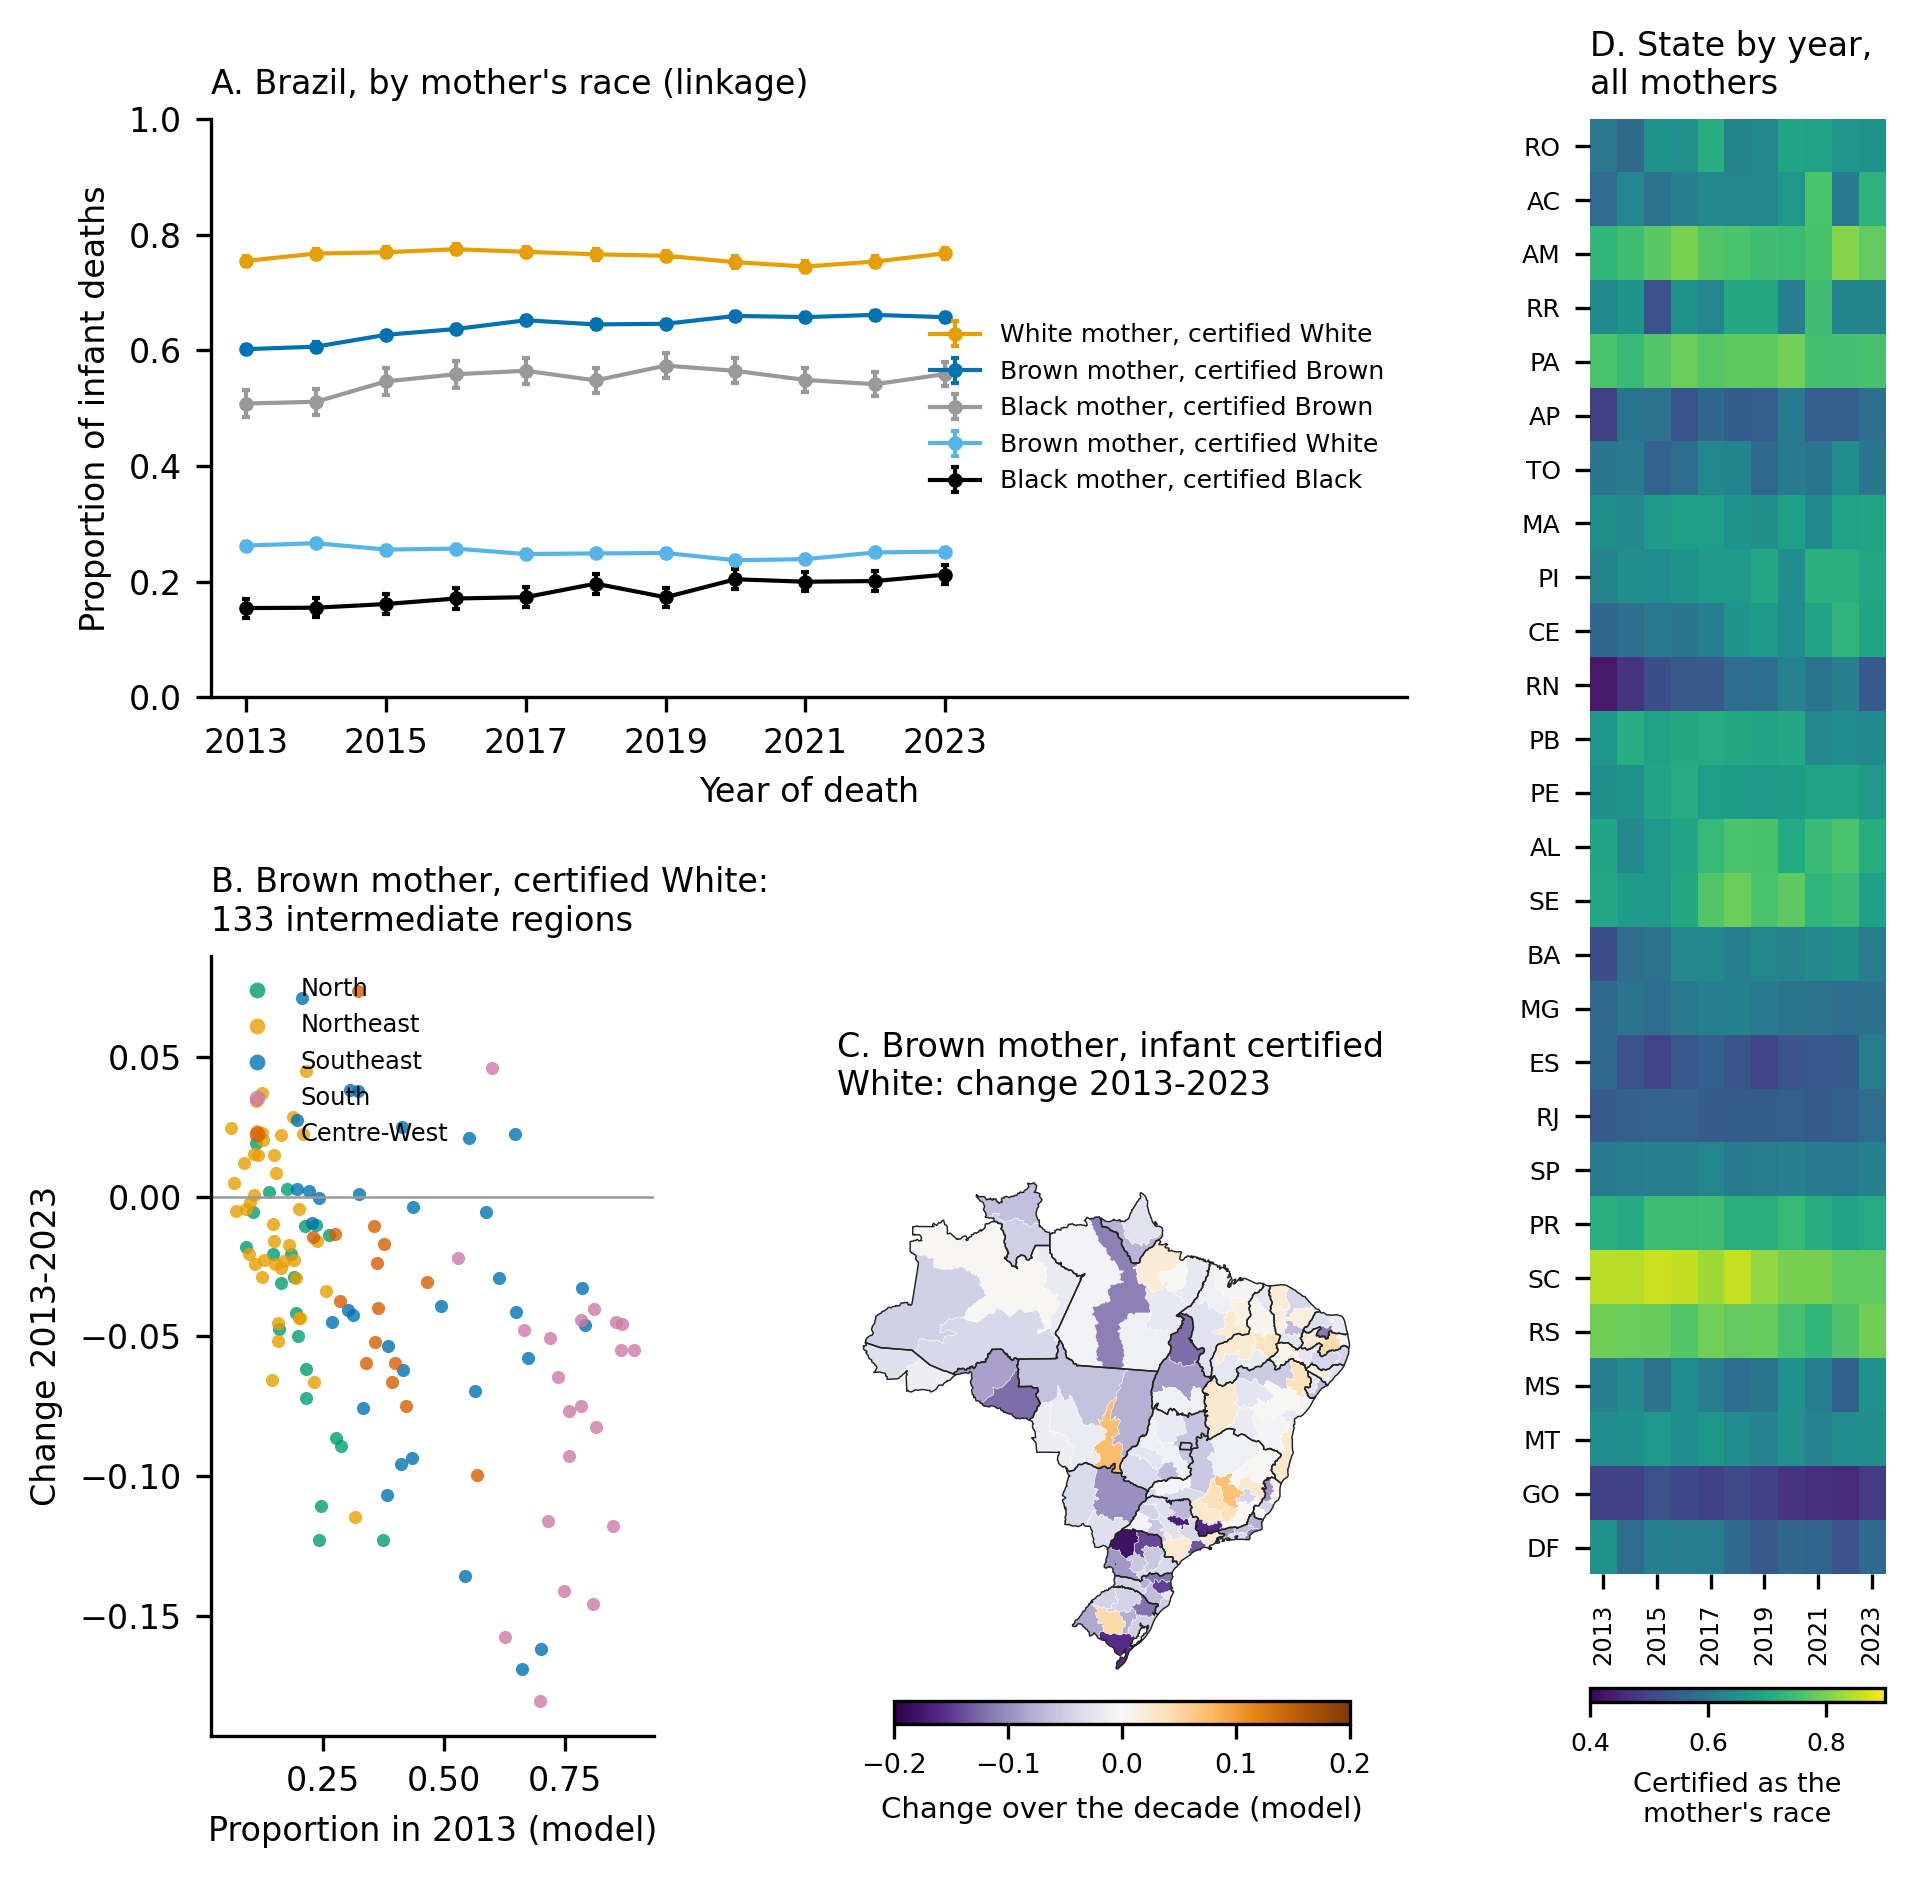 A. Brazil, by mother's race (linkage)
Proportion of infant deaths
1.0
0.8
0.6
0.4
0.2
0.0
2013 2015 2017 2019 2021 2023
Year of death
White mother, certified White
Brown mother, certified Brown
Black mother, certified Brown
Brown mother, certified White
Black mother, certified Black
B. Brown mother, certified White:
133 intermediate regions
North
Northeast
Southeast
South
Centre-West
Change 2013-2023
0.05
0.00
−0.05
−0.10
−0.15
0.25 0.50 0.75
Proportion in 2013 (model)
C. Brown mother, infant certified
White: change 2013-2023
−0.2 −0.1 0.0 0.1 0.2
Change over the decade (model)
D. State by year,
all mothers
RO
AC
AM
RR
PA
AP
TO
MA
PI
CE
RN
PB
PE
AL
SE
BA
MG
ES
RJ
SP
PR
SC
RS
MS
MT
GO
DF
2013 2015 2017 2019 2021 2023
0.4 0.6 0.8
Certified as the
mother's race